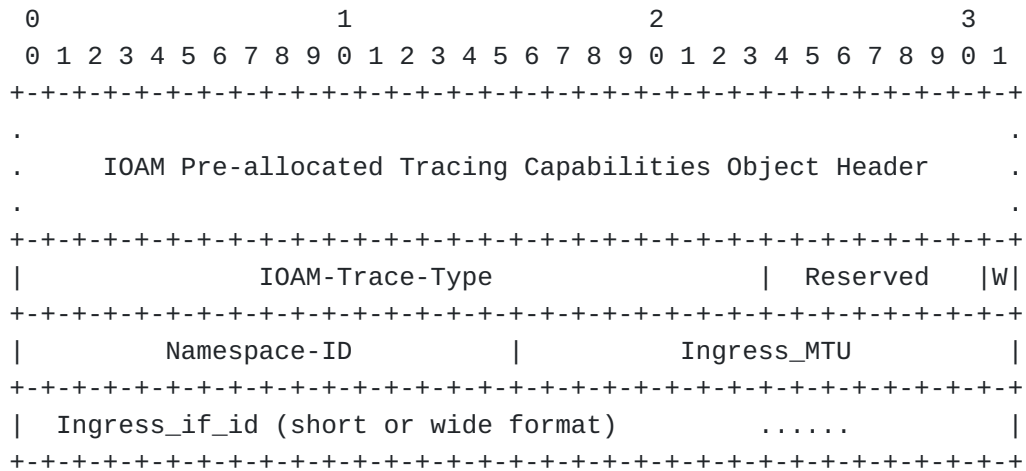 0                   1                   2                   3
 0 1 2 3 4 5 6 7 8 9 0 1 2 3 4 5 6 7 8 9 0 1 2 3 4 5 6 7 8 9 0 1
+-+-+-+-+-+-+-+-+-+-+-+-+-+-+-+-+-+-+-+-+-+-+-+-+-+-+-+-+-+-+-+-+
.                                                               .
.     IOAM Pre-allocated Tracing Capabilities Object Header     .
.                                                               .
+-+-+-+-+-+-+-+-+-+-+-+-+-+-+-+-+-+-+-+-+-+-+-+-+-+-+-+-+-+-+-+-+
|               IOAM-Trace-Type                 |  Reserved   |W|
+-+-+-+-+-+-+-+-+-+-+-+-+-+-+-+-+-+-+-+-+-+-+-+-+-+-+-+-+-+-+-+-+
|         Namespace-ID          |          Ingress_MTU          |
+-+-+-+-+-+-+-+-+-+-+-+-+-+-+-+-+-+-+-+-+-+-+-+-+-+-+-+-+-+-+-+-+
|  Ingress_if_id (short or wide format)         ......          |
+-+-+-+-+-+-+-+-+-+-+-+-+-+-+-+-+-+-+-+-+-+-+-+-+-+-+-+-+-+-+-+-+